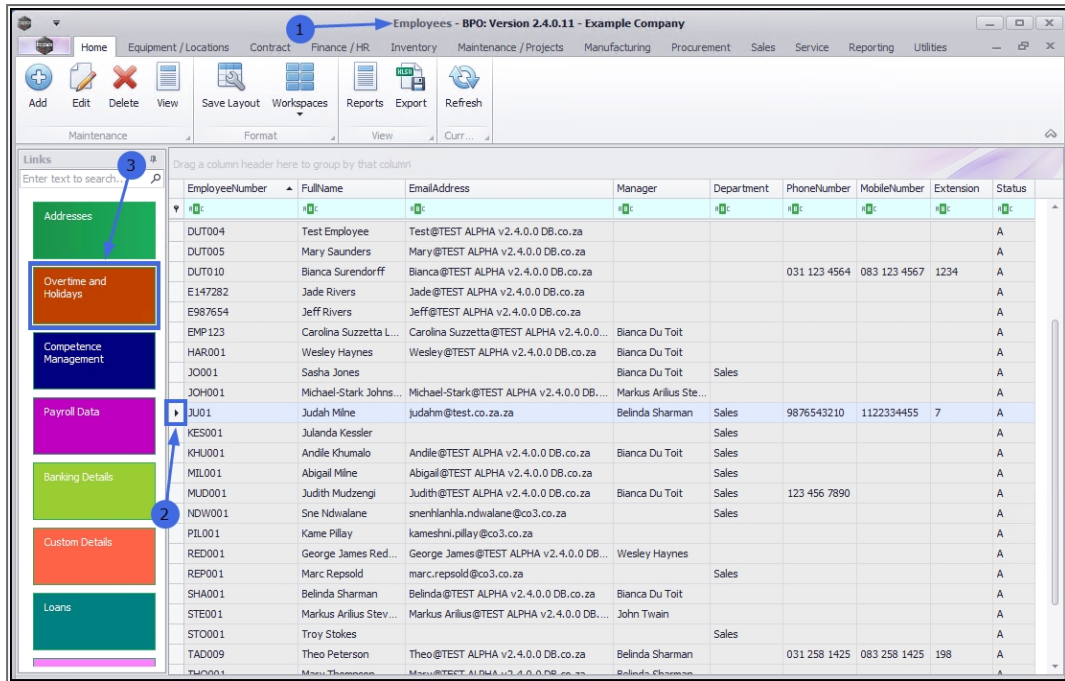 Employees - BPO: Version 2.4.0.11 - Example Company
1
Home Equipment / Locations Contract Finance / HR Inventory Maintenance / Projects Manufacturing Procurement Sales Service Reporting Utilities
Add Edit Delete View Save Layout Workspaces Reports Export Refresh
Maintenance Format View Curr...
Links
3
Enter text to search...
Drag a column header here to group by that column
EmployeeNumber FullName EmailAddress Manager Department PhoneNumber MobileNumber Extension Status
Addresses
Overtime and
Holidays
Competence
Management
Payroll Data
Banking Details
2
Custom Details
Loans
DUT004 Test Employee Test@TEST ALPHA v2.4.0.0 DB.co.za A
DUT005 Mary Saunders Mary@TEST ALPHA v2.4.0.0 DB.co.za A
DUT010 Bianca Surendorff Bianca@TEST ALPHA v2.4.0.0 DB.co.za 031 123 4564 083 123 4567 1234 A
E147282 Jade Rivers Jade@TEST ALPHA v2.4.0.0 DB.co.za A
E987654 Jeff Rivers Jeff@TEST ALPHA v2.4.0.0 DB.co.za A
EMP123 Carolina Suzzetta L... Carolina Suzzetta@TEST ALPHA v2.4.0.0... Bianca Du Toit A
HAR001 Wesley Haynes Wesley@TEST ALPHA v2.4.0.0 DB.co.za Bianca Du Toit A
JO001 Sasha Jones Bianca Du Toit Sales A
JOH001 Michael-Stark Johns... Michael-Stark@TEST ALPHA v2.4.0.0 DB.... Markus Arilius Ste... A
JU01 Judah Milne judahm@test.co.za.za Belinda Sharman Sales 9876543210 1122334455 7 A
KES001 Julanda Kessler Sales A
KHU001 Andile Khumalo Andile@TEST ALPHA v2.4.0.0 DB.co.za Bianca Du Toit Sales A
MIL001 Abigail Milne Abigail@TEST ALPHA v2.4.0.0 DB.co.za Sales A
MUD001 Judith Mudzengi Judith@TEST ALPHA v2.4.0.0 DB.co.za Bianca Du Toit Sales 123 456 7890 A
NDW001 Sne Ndwalane snenhlanhla.ndwalane@co3.co.za Sales A
PIL001 Kame Pillay kameshni.pillay@co3.co.za A
RED001 George James Red... George James@TEST ALPHA v2.4.0.0 DB... Wesley Haynes A
REP001 Marc Repsold marc.repsold@co3.co.za Sales A
SHA001 Belinda Sharman Belinda@TEST ALPHA v2.4.0.0 DB.co.za Bianca Du Toit A
STE001 Markus Arilius Stev... Markus Arilius@TEST ALPHA v2.4.0.0 DB.... John Twain A
STO001 Troy Stokes Sales A
TAD009 Theo Peterson Theo@TEST ALPHA v2.4.0.0 DB.co.za Belinda Sharman 031 258 1425 083 258 1425 198 A
THO001 Mary Thompson Mary@TEST ALPHA v2.4.0.0 DB.co.za Belinda Sharman